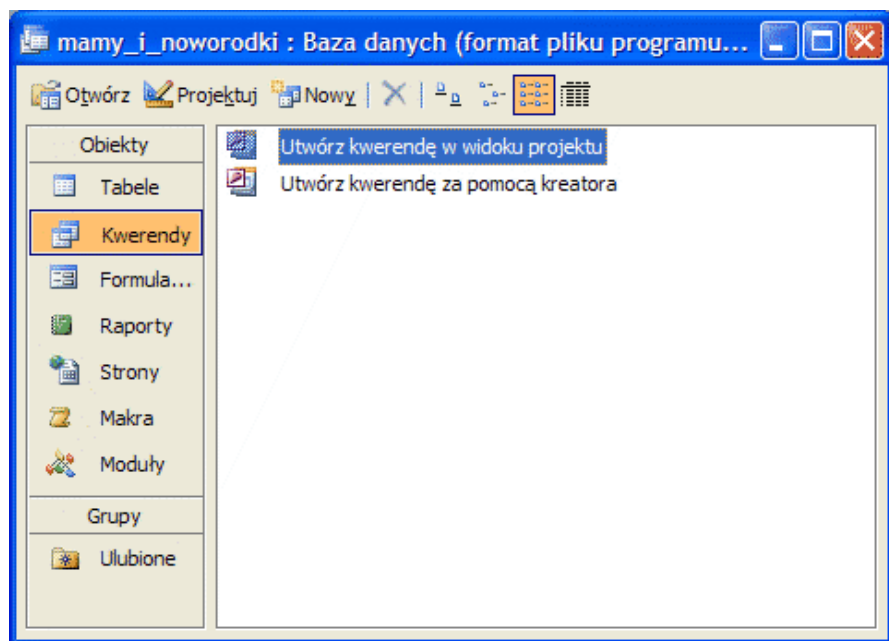 mamy_i_noworodki : Baza danych (format pliku programu...
Otwórz Projektuj Nowy
Obiekty
Tabele
Kwerendy
Formula...
Raporty
Strony
Makra
Moduły
Grupy
Ulubione
Utwórz kwerendę w widoku projektu
Utwórz kwerendę za pomocą kreatora